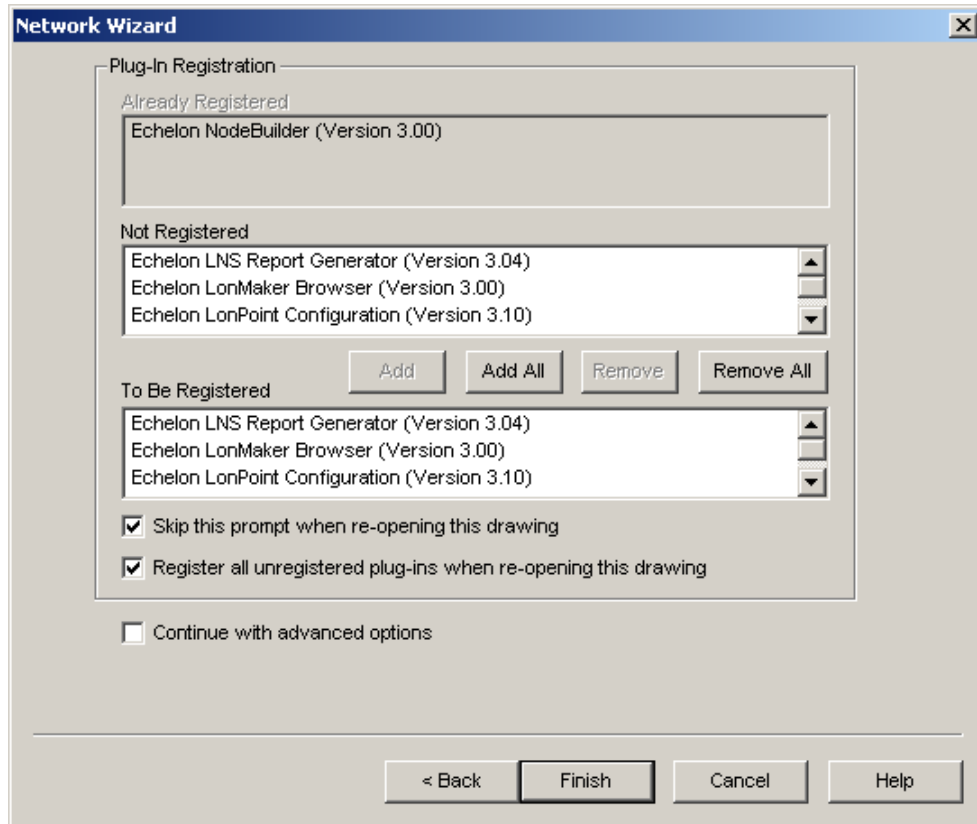 Network Wizard
Plug-In Registration
Already Registered
Echelon NodeBuilder (Version 3.00)
Not Registered
Echelon LNS Report Generator (Version 3.04)
Echelon LonMaker Browser (Version 3.00)
Echelon LonPoint Configuration (Version 3.10)
Add Add All Remove Remove All
To Be Registered
Echelon LNS Report Generator (Version 3.04)
Echelon LonMaker Browser (Version 3.00)
Echelon LonPoint Configuration (Version 3.10)
Skip this prompt when re-opening this drawing
Register all unregistered plug-ins when re-opening this drawing
Continue with advanced options
< Back Finish Cancel Help